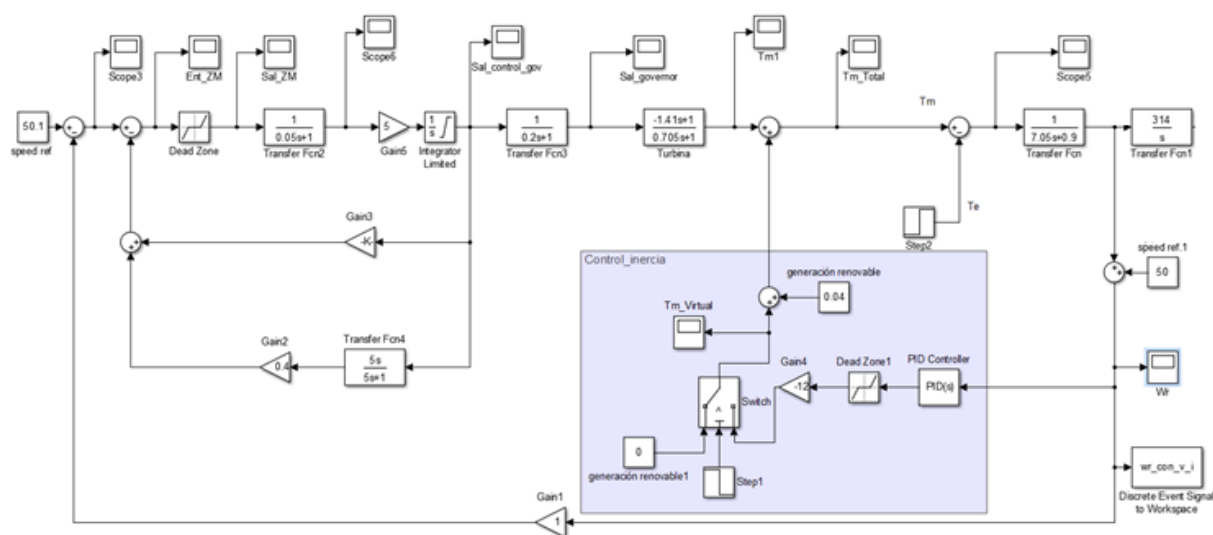 Scope3
Ent_ZM
Sal_ZM
Scope6
Sal_control_gov
Sal_governor
Tm1
Tm_Total
Scope5
50.1
speed ref
Dead Zone
1
0.05s+1
Transfer Fcn2
5
Gain5
1
s
Integrator
Limited
1
0.2s+1
Transfer Fcn3
-1.41s+1
0.705s+1
Turbina
Tm
1
7.05s+0.9
Transfer Fcn
314
s
Transfer Fcn1
Te
Step2
Gain3
-K-
Gain2
0.4
Transfer Fcn4
5s
5s+1
Control_inercia
generación renovable
0.04
Tm_Virtual
speed ref.1
50
Gain4
-12
Dead Zone1
PID Controller
PID(s)
Switch
0
generación renovable1
Step1
Wr
wr_con_v_i
Discrete Event Signal
to Workspace
Gain1
1